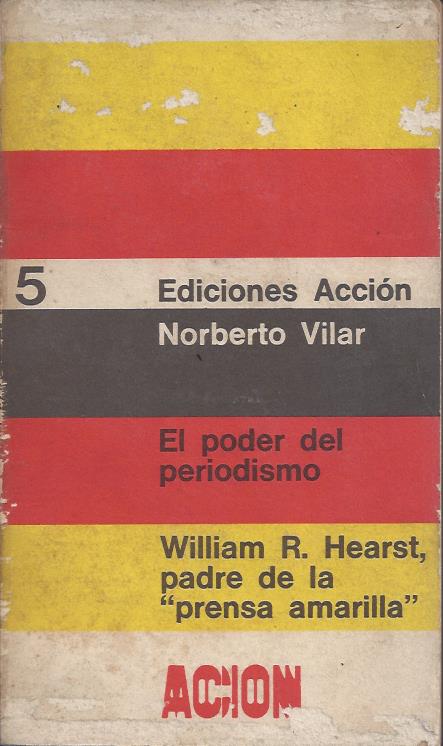 5
Ediciones Acción
Norberto Vilar
El poder del
periodismo
William R. Hearst,
padre de la
“prensa amarilla”
ACCION